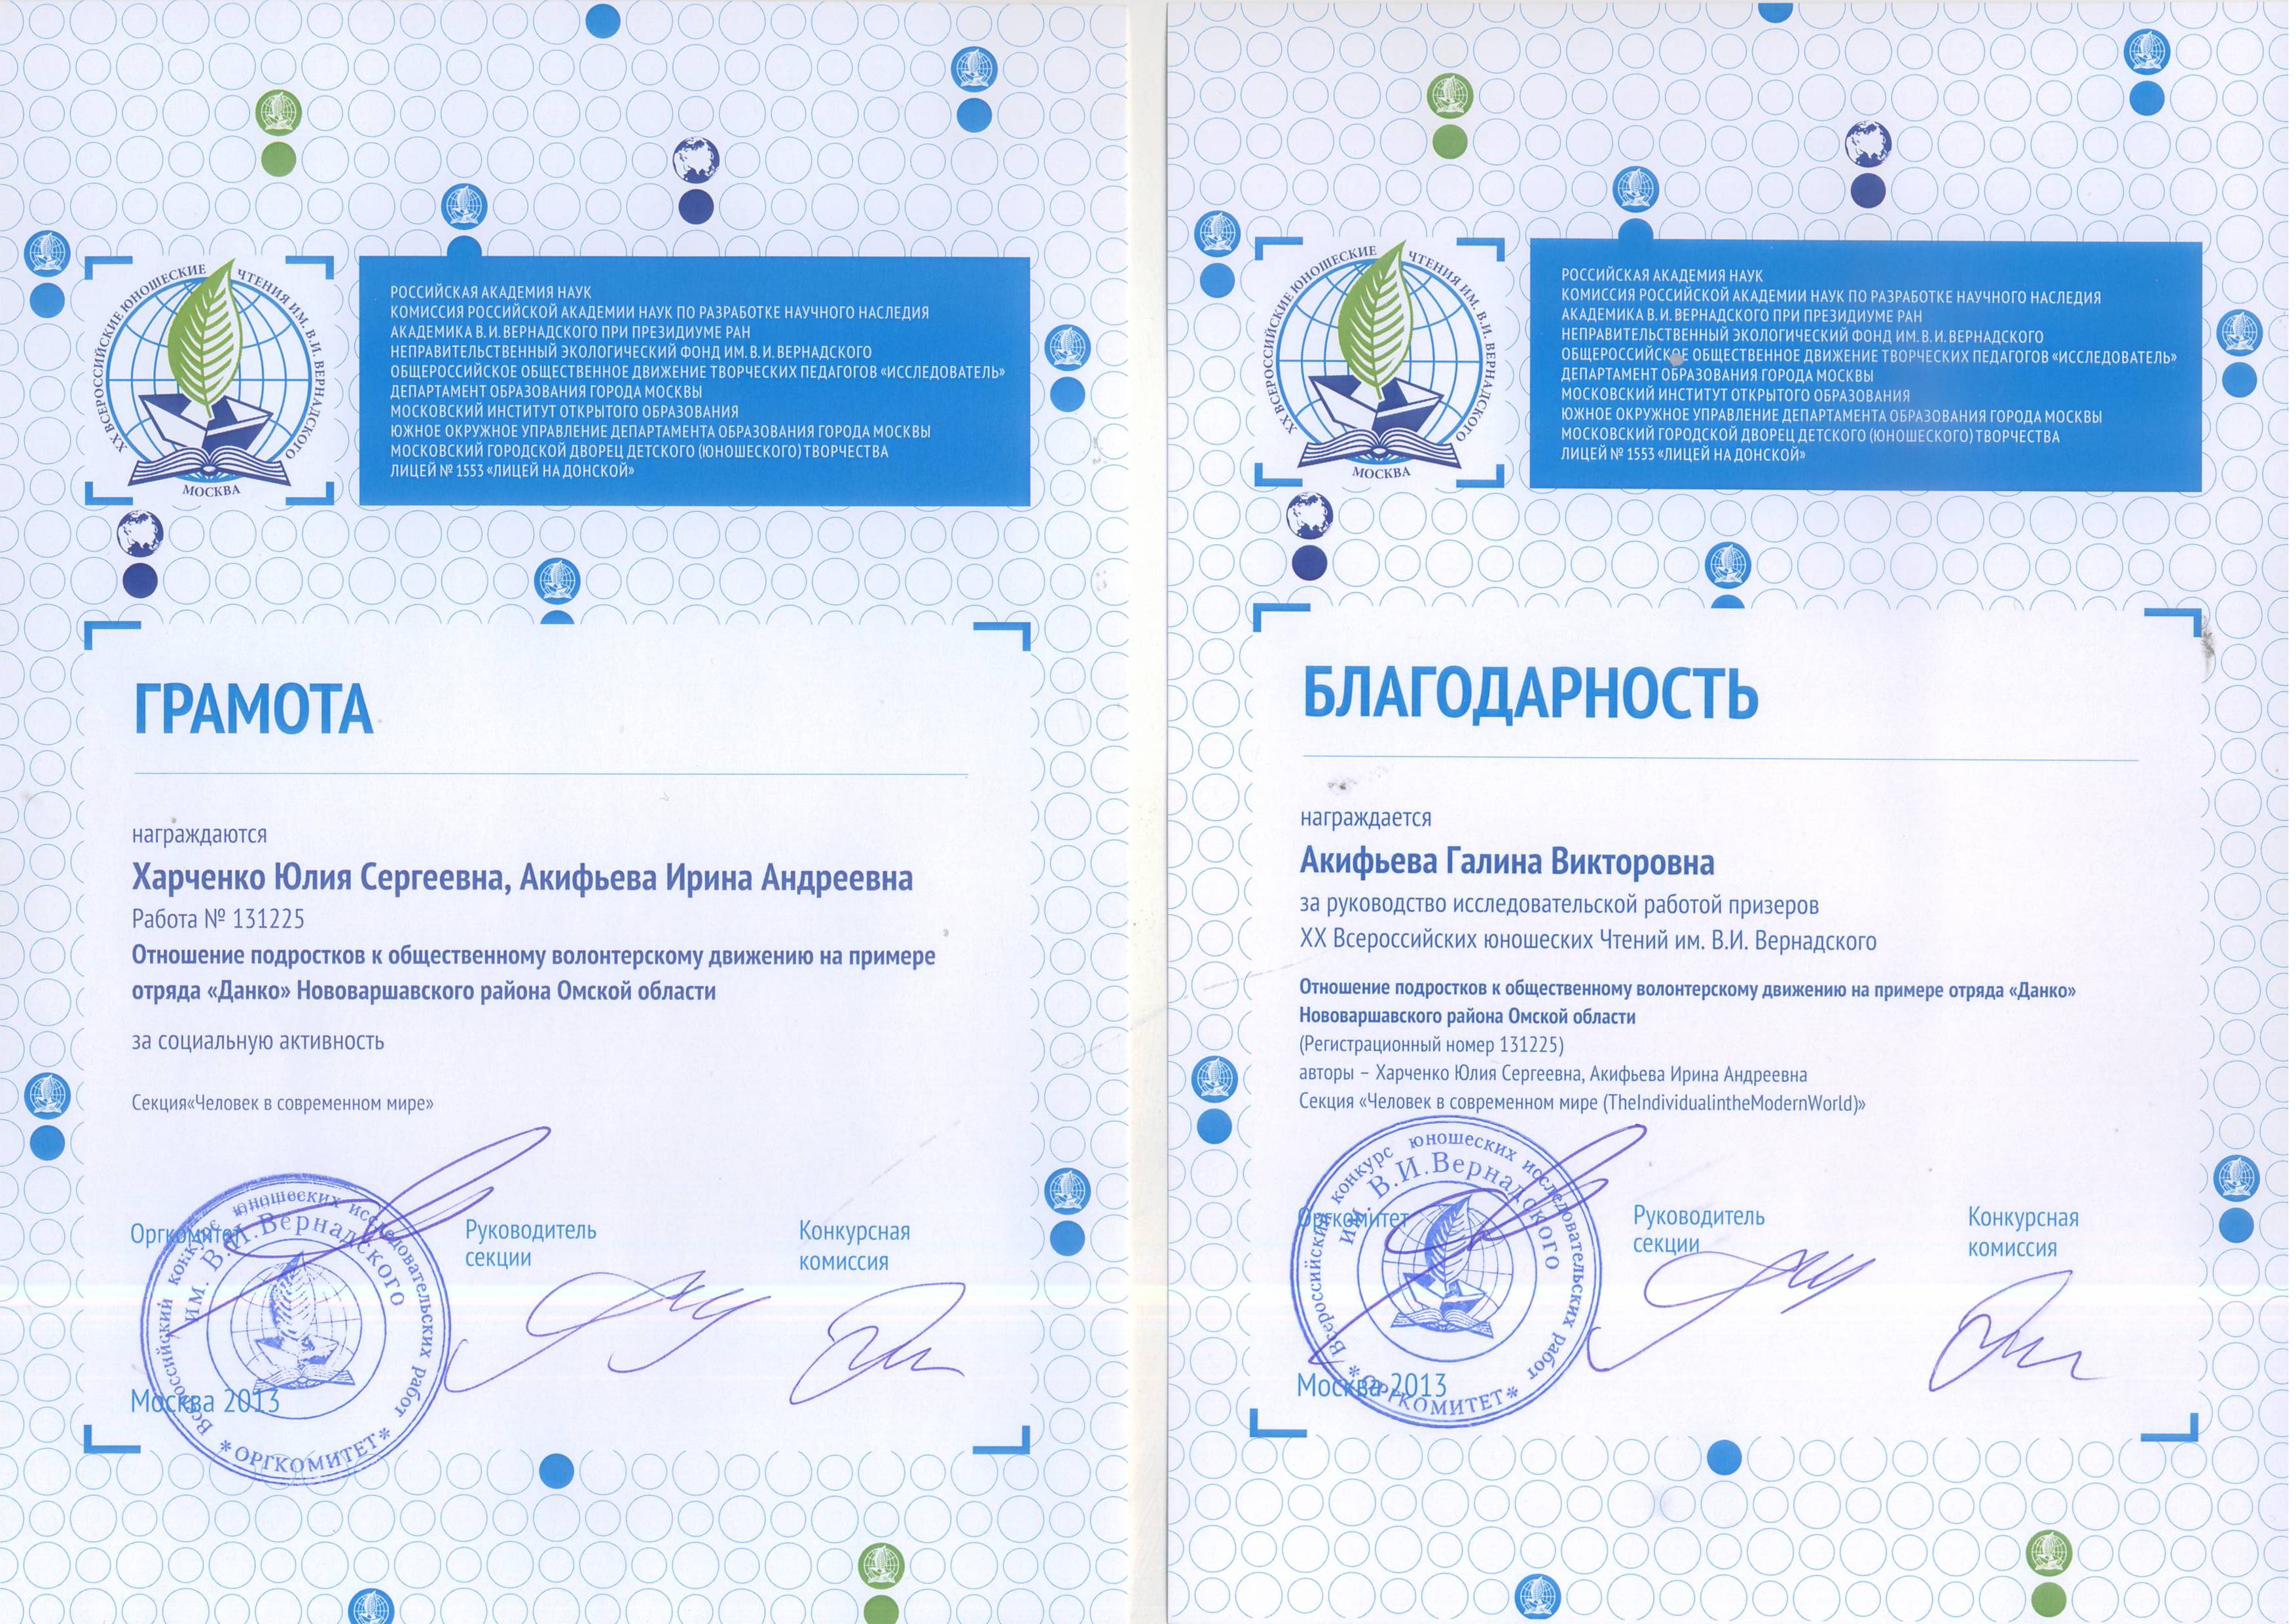 XX ВСЕРОССИЙСКИЕ ЮНОШЕСКИЕ ЧТЕНИЯ ИМ. В.И. ВЕРНАДСКОГО
МОСКВА
РОССИЙСКАЯ АКАДЕМИЯ НАУК
КОМИССИЯ РОССИЙСКОЙ АКАДЕМИИ НАУК ПО РАЗРАБОТКЕ НАУЧНОГО НАСЛЕДИЯ
АКАДЕМИКА В. И. ВЕРНАДСКОГО ПРИ ПРЕЗИДИУМЕ РАН
НЕПРАВИТЕЛЬСТВЕННЫЙ ЭКОЛОГИЧЕСКИЙ ФОНД ИМ. В. И. ВЕРНАДСКОГО
ОБЩЕРОССИЙСКОЕ ОБЩЕСТВЕННОЕ ДВИЖЕНИЕ ТВОРЧЕСКИХ ПЕДАГОГОВ «ИССЛЕДОВАТЕЛЬ»
ДЕПАРТАМЕНТ ОБРАЗОВАНИЯ ГОРОДА МОСКВЫ
МОСКОВСКИЙ ИНСТИТУТ ОТКРЫТОГО ОБРАЗОВАНИЯ
ЮЖНОЕ ОКРУЖНОЕ УПРАВЛЕНИЕ ДЕПАРТАМЕНТА ОБРАЗОВАНИЯ ГОРОДА МОСКВЫ
МОСКОВСКИЙ ГОРОДСКОЙ ДВОРЕЦ ДЕТСКОГО (ЮНОШЕСКОГО) ТВОРЧЕСТВА
ЛИЦЕЙ № 1553 «ЛИЦЕЙ НА ДОНСКОЙ»
ГРАМОТА
награждаются
Харченко Юлия Сергеевна, Акифьева Ирина Андреевна
Работа № 131225
Отношение подростков к общественному волонтерскому движению на примере
отряда «Данко» Нововаршавского района Омской области
за социальную активность
Секция«Человек в современном мире»
Оргкомитет
Руководитель
секции
Конкурсная
комиссия
Всероссийский конкурс юношеских исследовательских работ
им. В.И.Вернадского
*ОРГКОМИТЕТ*
Москва 2013
XX ВСЕРОССИЙСКИЕ ЮНОШЕСКИЕ ЧТЕНИЯ ИМ. В.И. ВЕРНАДСКОГО
МОСКВА
РОССИЙСКАЯ АКАДЕМИЯ НАУК
КОМИССИЯ РОССИЙСКОЙ АКАДЕМИИ НАУК ПО РАЗРАБОТКЕ НАУЧНОГО НАСЛЕДИЯ
АКАДЕМИКА В. И. ВЕРНАДСКОГО ПРИ ПРЕЗИДИУМЕ РАН
НЕПРАВИТЕЛЬСТВЕННЫЙ ЭКОЛОГИЧЕСКИЙ ФОНД ИМ. В. И. ВЕРНАДСКОГО
ОБЩЕРОССИЙСКОЕ ОБЩЕСТВЕННОЕ ДВИЖЕНИЕ ТВОРЧЕСКИХ ПЕДАГОГОВ «ИССЛЕДОВАТЕЛЬ»
ДЕПАРТАМЕНТ ОБРАЗОВАНИЯ ГОРОДА МОСКВЫ
МОСКОВСКИЙ ИНСТИТУТ ОТКРЫТОГО ОБРАЗОВАНИЯ
ЮЖНОЕ ОКРУЖНОЕ УПРАВЛЕНИЕ ДЕПАРТАМЕНТА ОБРАЗОВАНИЯ ГОРОДА МОСКВЫ
МОСКОВСКИЙ ГОРОДСКОЙ ДВОРЕЦ ДЕТСКОГО (ЮНОШЕСКОГО) ТВОРЧЕСТВА
ЛИЦЕЙ № 1553 «ЛИЦЕЙ НА ДОНСКОЙ»
БЛАГОДАРНОСТЬ
награждается
Акифьева Галина Викторовна
за руководство исследовательской работой призеров
XX Всероссийских юношеских Чтений им. В.И. Вернадского
Отношение подростков к общественному волонтерскому движению на примере отряда «Данко»
Нововаршавского района Омской области
(Регистрационный номер 131225)
авторы – Харченко Юлия Сергеевна, Акифьева Ирина Андреевна
Секция «Человек в современном мире (TheIndividualintheModernWorld)»
Оргкомитет
Руководитель
секции
Конкурсная
комиссия
Всероссийский конкурс юношеских исследовательских работ
им. В.И.Вернадского
*ОРГКОМИТЕТ*
Москва 2013